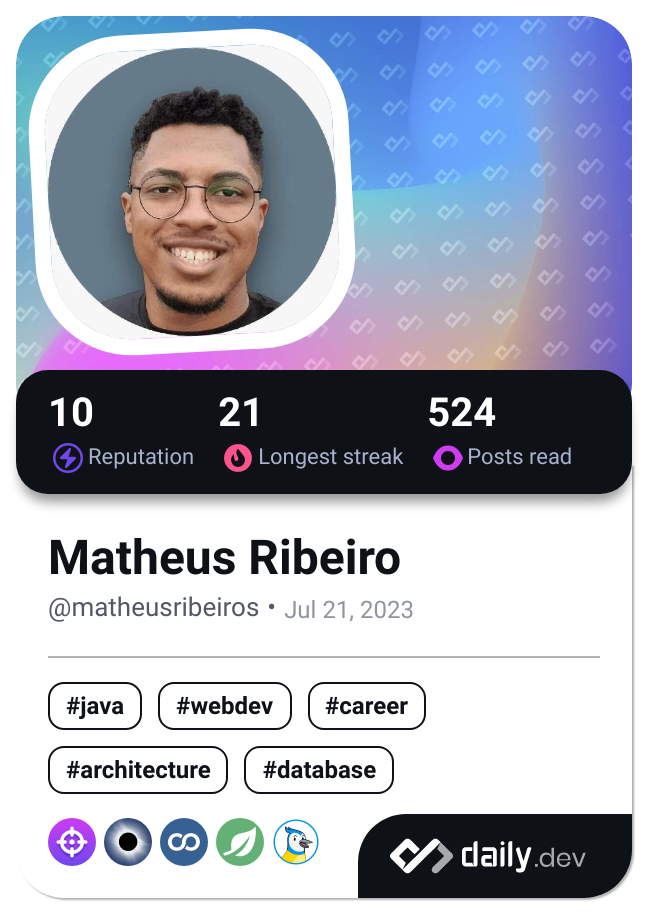 10 21 524
Reputation Longest streak Posts read
Matheus Ribeiro
@matheusribeiros • Jul 21, 2023
#java #webdev #career
#architecture #database
daily.dev